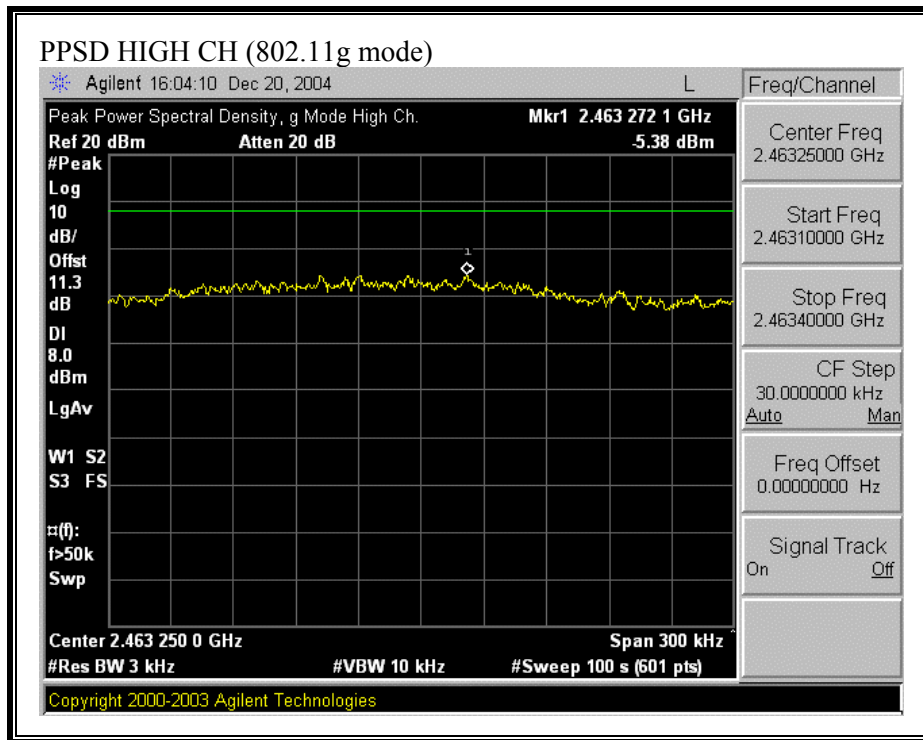 PPSD HIGH CH (802.11g mode)
Agilent 16:04:10 Dec 20, 2004 L
Peak Power Spectral Density, g Mode High Ch. Mkr1 2.463 272 1 GHz
Ref 20 dBm Atten 20 dB -5.38 dBm
#Peak
Log
10
dB/
Offst
11.3
dB
DI
8.0
dBm
LgAv
W1 S2
S3 FS
¤(f):
f>50k
Swp
1
Center 2.463 250 0 GHz Span 300 kHz ^
#Res BW 3 kHz #VBW 10 kHz #Sweep 100 s (601 pts)
Copyright 2000-2003 Agilent Technologies
Freq/Channel
Center Freq
2.46325000 GHz
Start Freq
2.46310000 GHz
Stop Freq
2.46340000 GHz
CF Step
30.0000000 kHz
Auto Man
Freq Offset
0.00000000 Hz
Signal Track
On Off